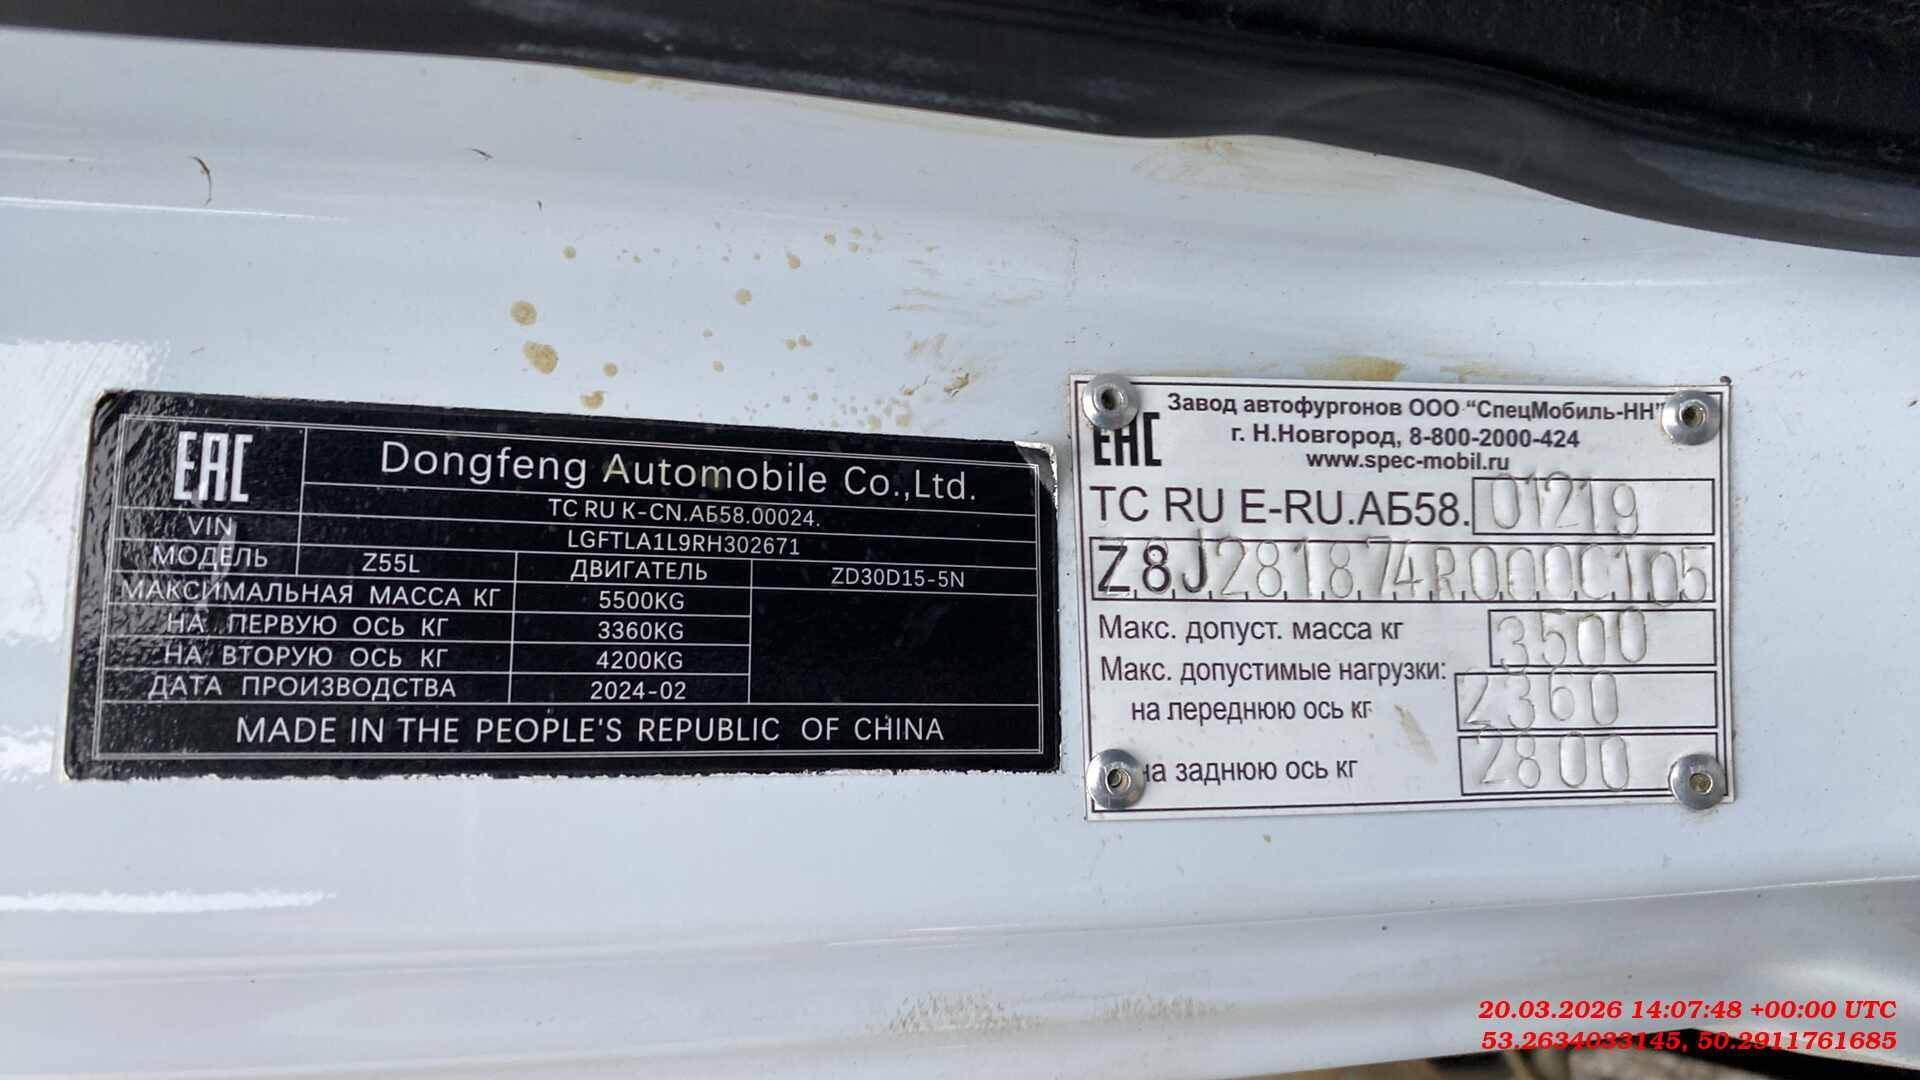 EAC
Dongfeng Automobile Co.,Ltd.
TC RU К-CN.АБ58.00024.
VIN LGFTLA1L9RH302671
МОДЕЛЬ Z55L ДВИГАТЕЛЬ ZD30D15-5N
МАКСИМАЛЬНАЯ МАССА КГ 5500KG
НА ПЕРВУЮ ОСЬ КГ 3360KG
НА ВТОРУЮ ОСЬ КГ 4200KG
ДАТА ПРОИЗВОДСТВА 2024-02
MADE IN THE PEOPLE'S REPUBLIC OF CHINA
Завод автофургонов ООО "СпецМобиль-НН"
г. Н.Новгород, 8-800-2000-424
www.spec-mobil.ru
EAC
ТС RU Е-RU.АБ58. 01219
Z8J281874R000C105
Макс. допуст. масса кг 3500
Макс. допустимые нагрузки:
на переднюю ось кг 2360
на заднюю ось кг 2800
20.03.2026 14:07:48 +00:00 UTC
53.2634033145, 50.2911761685